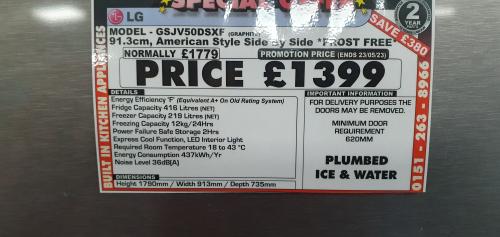 SPECIAL OFFER
LG
MODEL - GSJV50DSXF (GRAPHITE)
91.3cm, American Style Side by Side *FROST FREE*
NORMALLY £1779
PROMOTION PRICE (ENDS 23/05/23)
SAVE £380
2
YEAR
PRICE £1399
BUILT IN KITCHEN APPLIANCES
DETAILS
Energy Efficiency 'F' (Equivalent A+ On Old Rating System)
Fridge Capacity 416 Litres (NET)
Freezer Capacity 219 Litres (NET)
Freezing Capacity 12kg/24Hrs
Power Failure Safe Storage 2Hrs
Express Cool Function, LED Interior Light
Required Room Temperature 18 to 43 °C
Energy Consumption 437kWh/Yr
Noise Level 36dB[A]
DIMENSIONS
Height 1790mm / Width 913mm / Depth 735mm
IMPORTANT INFORMATION
FOR DELIVERY PURPOSES THE
DOORS MAY BE REMOVED.
MINIMUM DOOR
REQUIREMENT
620MM
PLUMBED
ICE & WATER
0151 - 263 - 8966